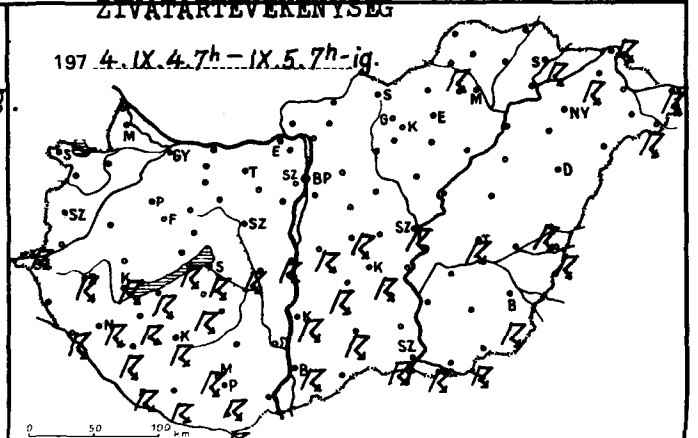 ZIVATARTEVÉKENYSÉG
197 4. IX. 4. 7h – IX. 5. 7h-ig.
S
S
M
NY
G
K
E
M
E
S
GY
T
SZ
BP
D
P
F
SZ
SZ
SZ
K
S
K
B
N
K
K
SZ
M
P
B
0 50 100 km